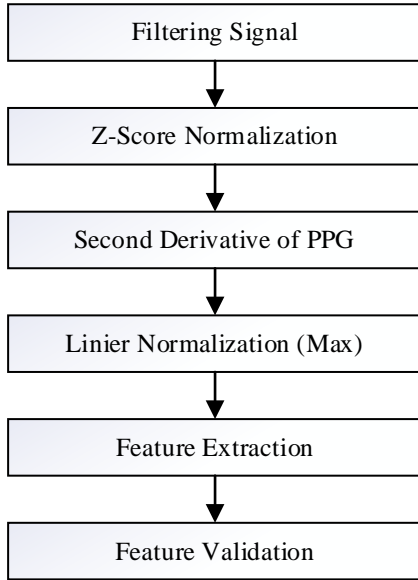 Filtering Signal
Z-Score Normalization
Second Derivative of PPG
Linier Normalization (Max)
Feature Extraction
Feature Validation